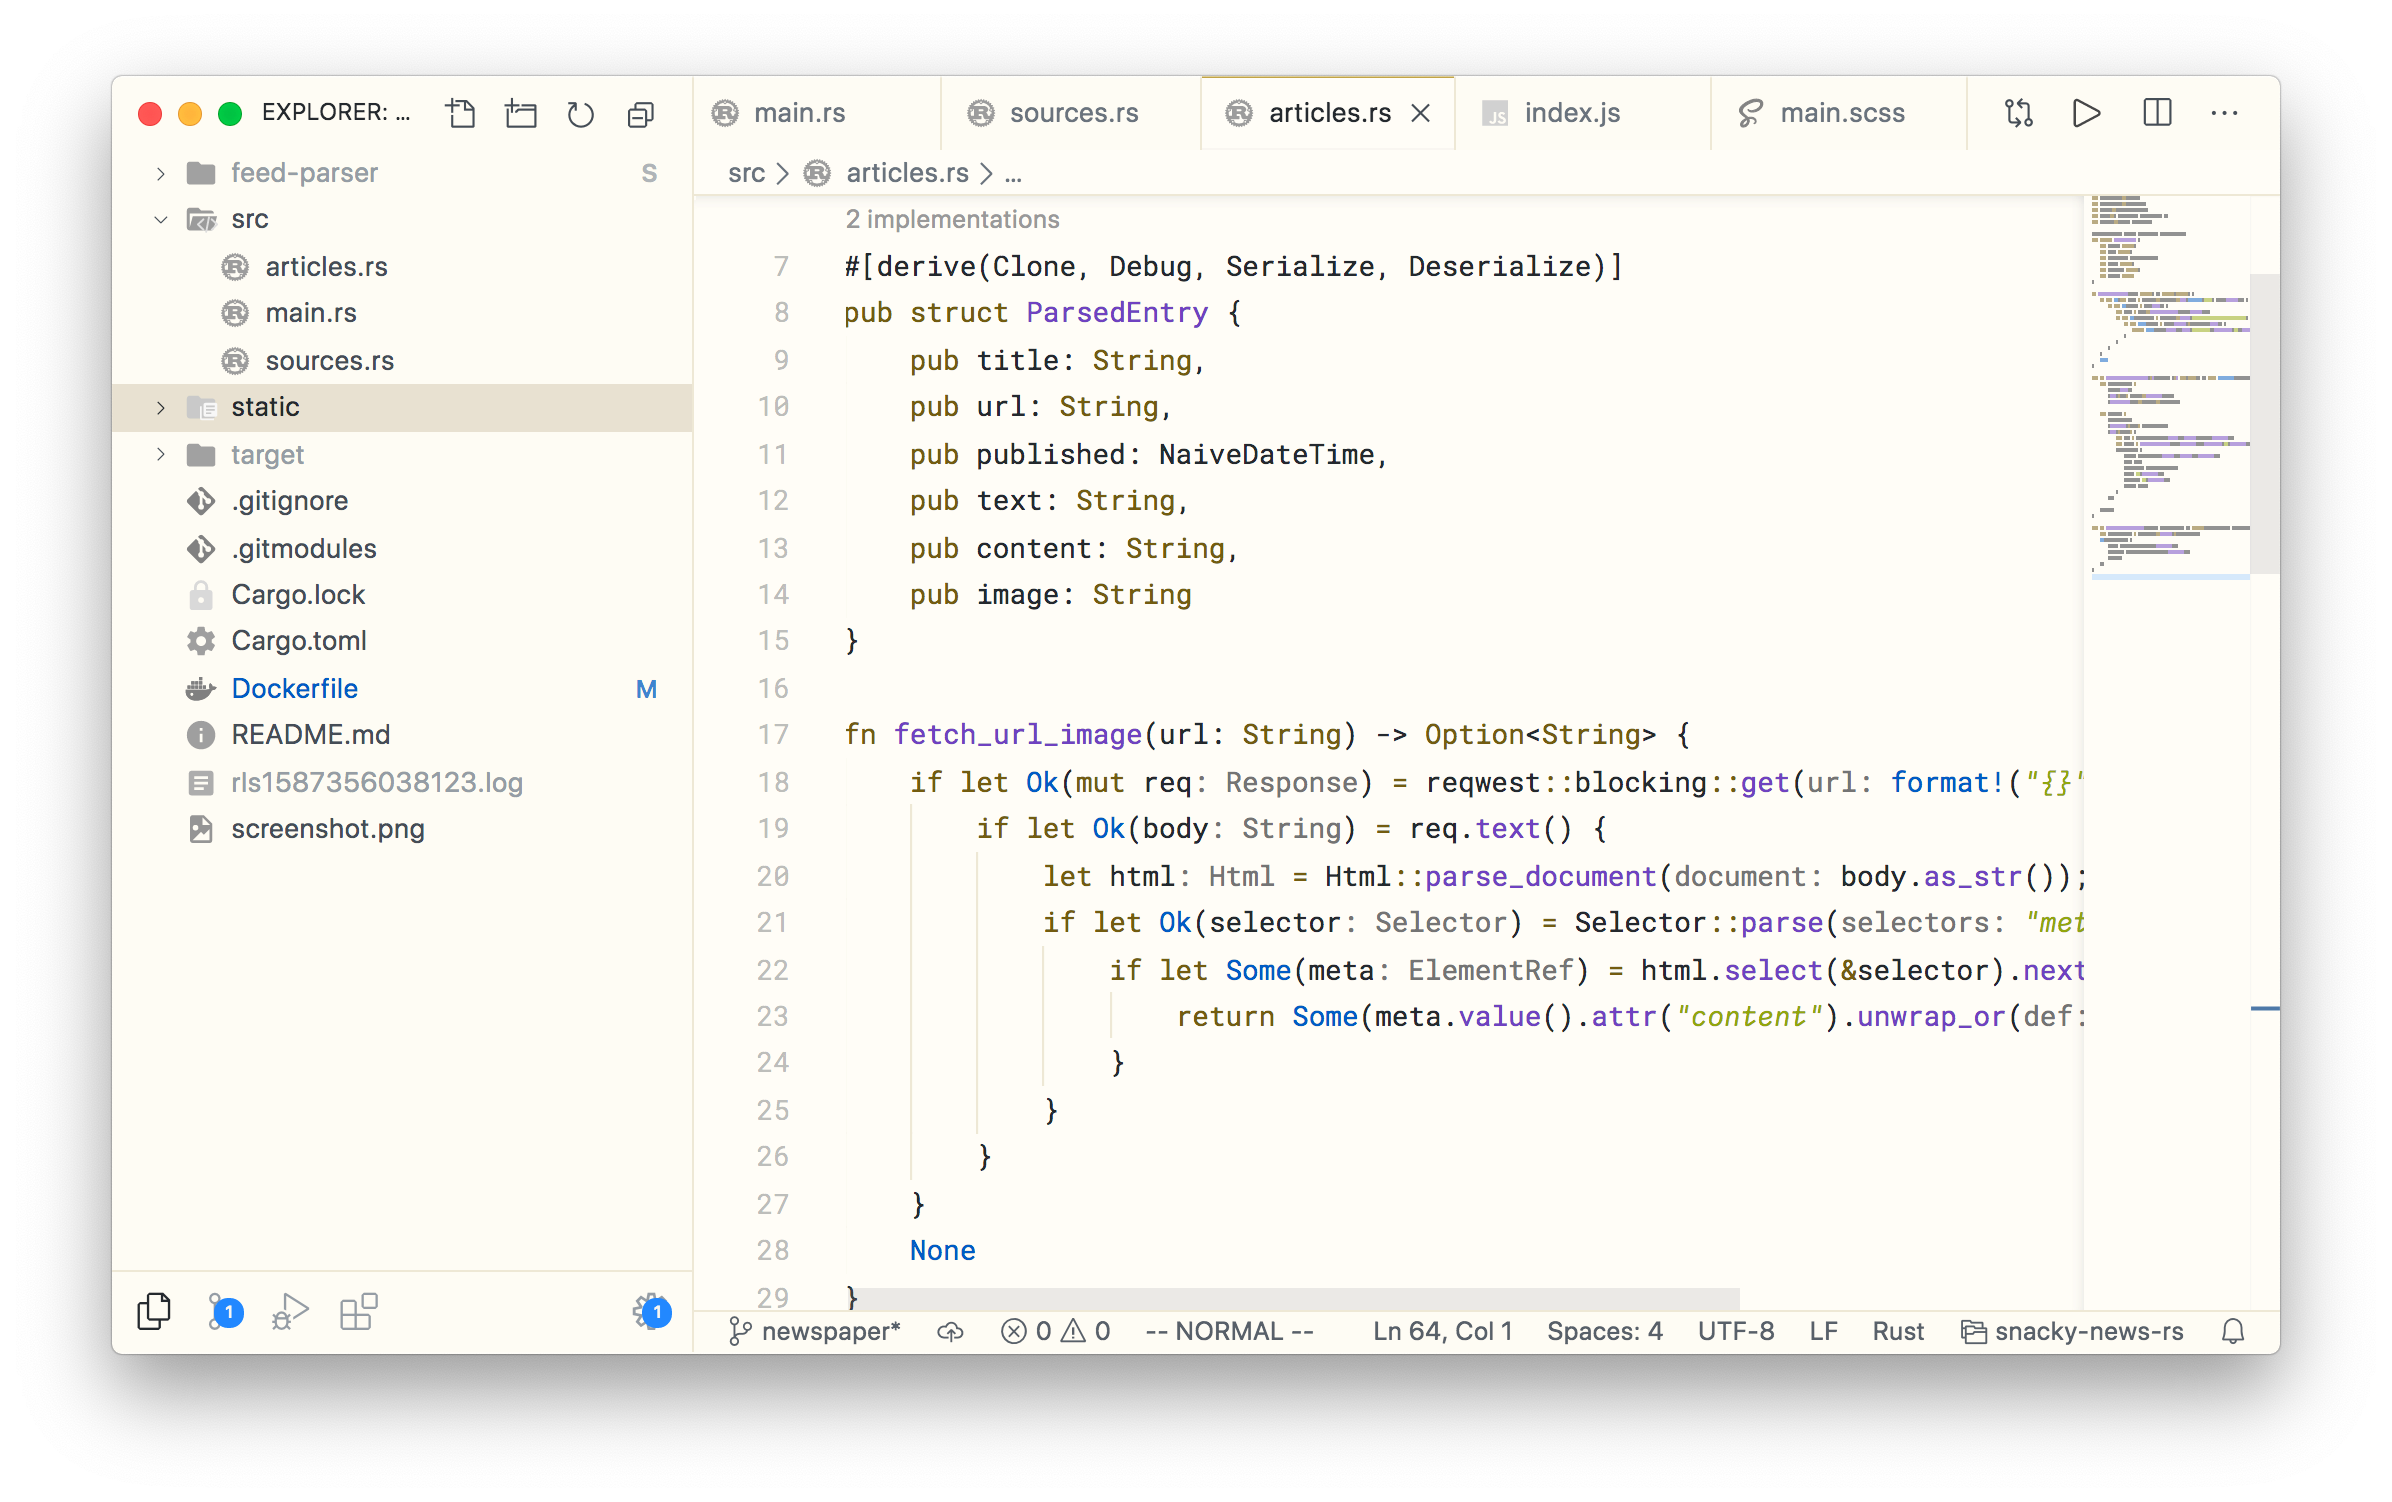 EXPLORER: ...
feed-parser S
src
articles.rs
main.rs
sources.rs
static
target
.gitignore
.gitmodules
Cargo.lock
Cargo.toml
Dockerfile M
README.md
rls1587356038123.log
screenshot.png
1
1
main.rs sources.rs articles.rs JS index.js main.scss
src > articles.rs > ...
2 implementations
7 #[derive(Clone, Debug, Serialize, Deserialize)]
8 pub struct ParsedEntry {
9 pub title: String,
10 pub url: String,
11 pub published: NaiveDateTime,
12 pub text: String,
13 pub content: String,
14 pub image: String
15 }
16
17 fn fetch_url_image(url: String) -> Option<String> {
18 if let Ok(mut req: Response) = reqwest::blocking::get(url: format!("{}"
19 if let Ok(body: String) = req.text() {
20 let html: Html = Html::parse_document(document: body.as_str());
21 if let Ok(selector: Selector) = Selector::parse(selectors: "met
22 if let Some(meta: ElementRef) = html.select(&selector).next
23 return Some(meta.value().attr("content").unwrap_or(def:
24 }
25 }
26 }
27 }
28 None
29 }
newspaper* 0 0 -- NORMAL -- Ln 64, Col 1 Spaces: 4 UTF-8 LF Rust snacky-news-rs